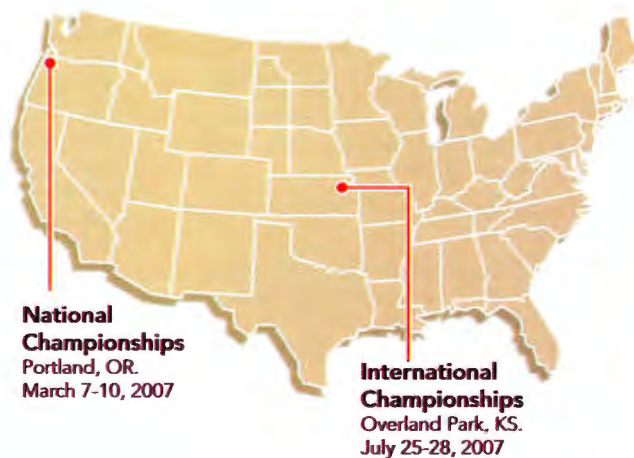 National
Championships
Portland, OR.
March 7-10, 2007
International
Championships
Overland Park, KS.
July 25-28, 2007